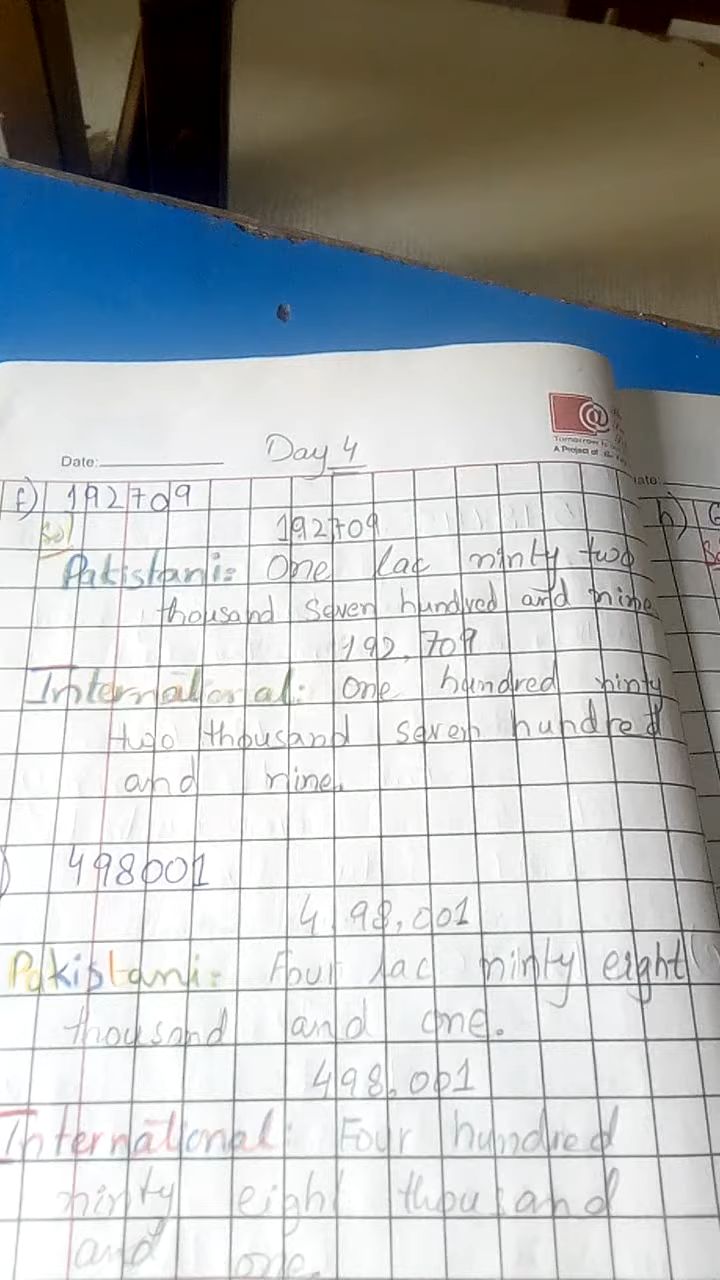 Day 4
Date:
f) 192709
Sol
192709
Pakistani: One lac ninty two
thousand seven hundred and nine
192,709
International: one hundred ninty
two thousand seven hundred
and nine.
498001
4,98,001
Pakistani: Four lac ninty eight
thousand and one.
498,001
International: Four hundred
ninty eight thousand
and one.
h)